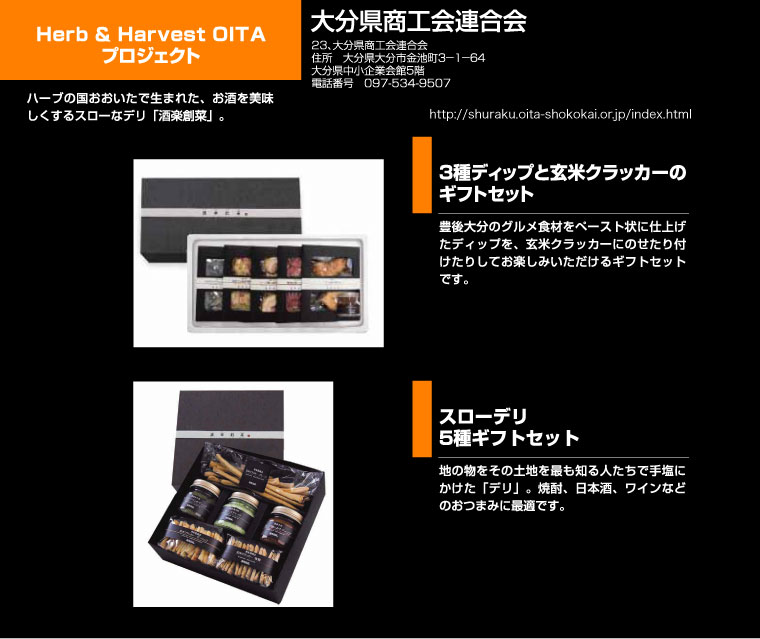 Herb & Harvest OITA
プロジェクト
大分県商工会連合会
23、大分県商工会連合会
住所　大分県大分市金池町3−1−64
大分県中小企業会館5階
電話番号　097-534-9507
ハーブの国おおいたで生まれた、お酒を美味
しくするスローなデリ「酒楽創菜」。
http://shuraku.oita-shokokai.or.jp/index.html
3種ディップと玄米クラッカーの
ギフトセット
豊後大分のグルメ食材をペースト状に仕上げ
たディップを、玄米クラッカーにのせたり付
けたりしてお楽しみいただけるギフトセット
です。
スローデリ
5種ギフトセット
地の物をその土地を最も知る人たちで手塩に
かけた「デリ」。焼酎、日本酒、ワインなど
のおつまみに最適です。